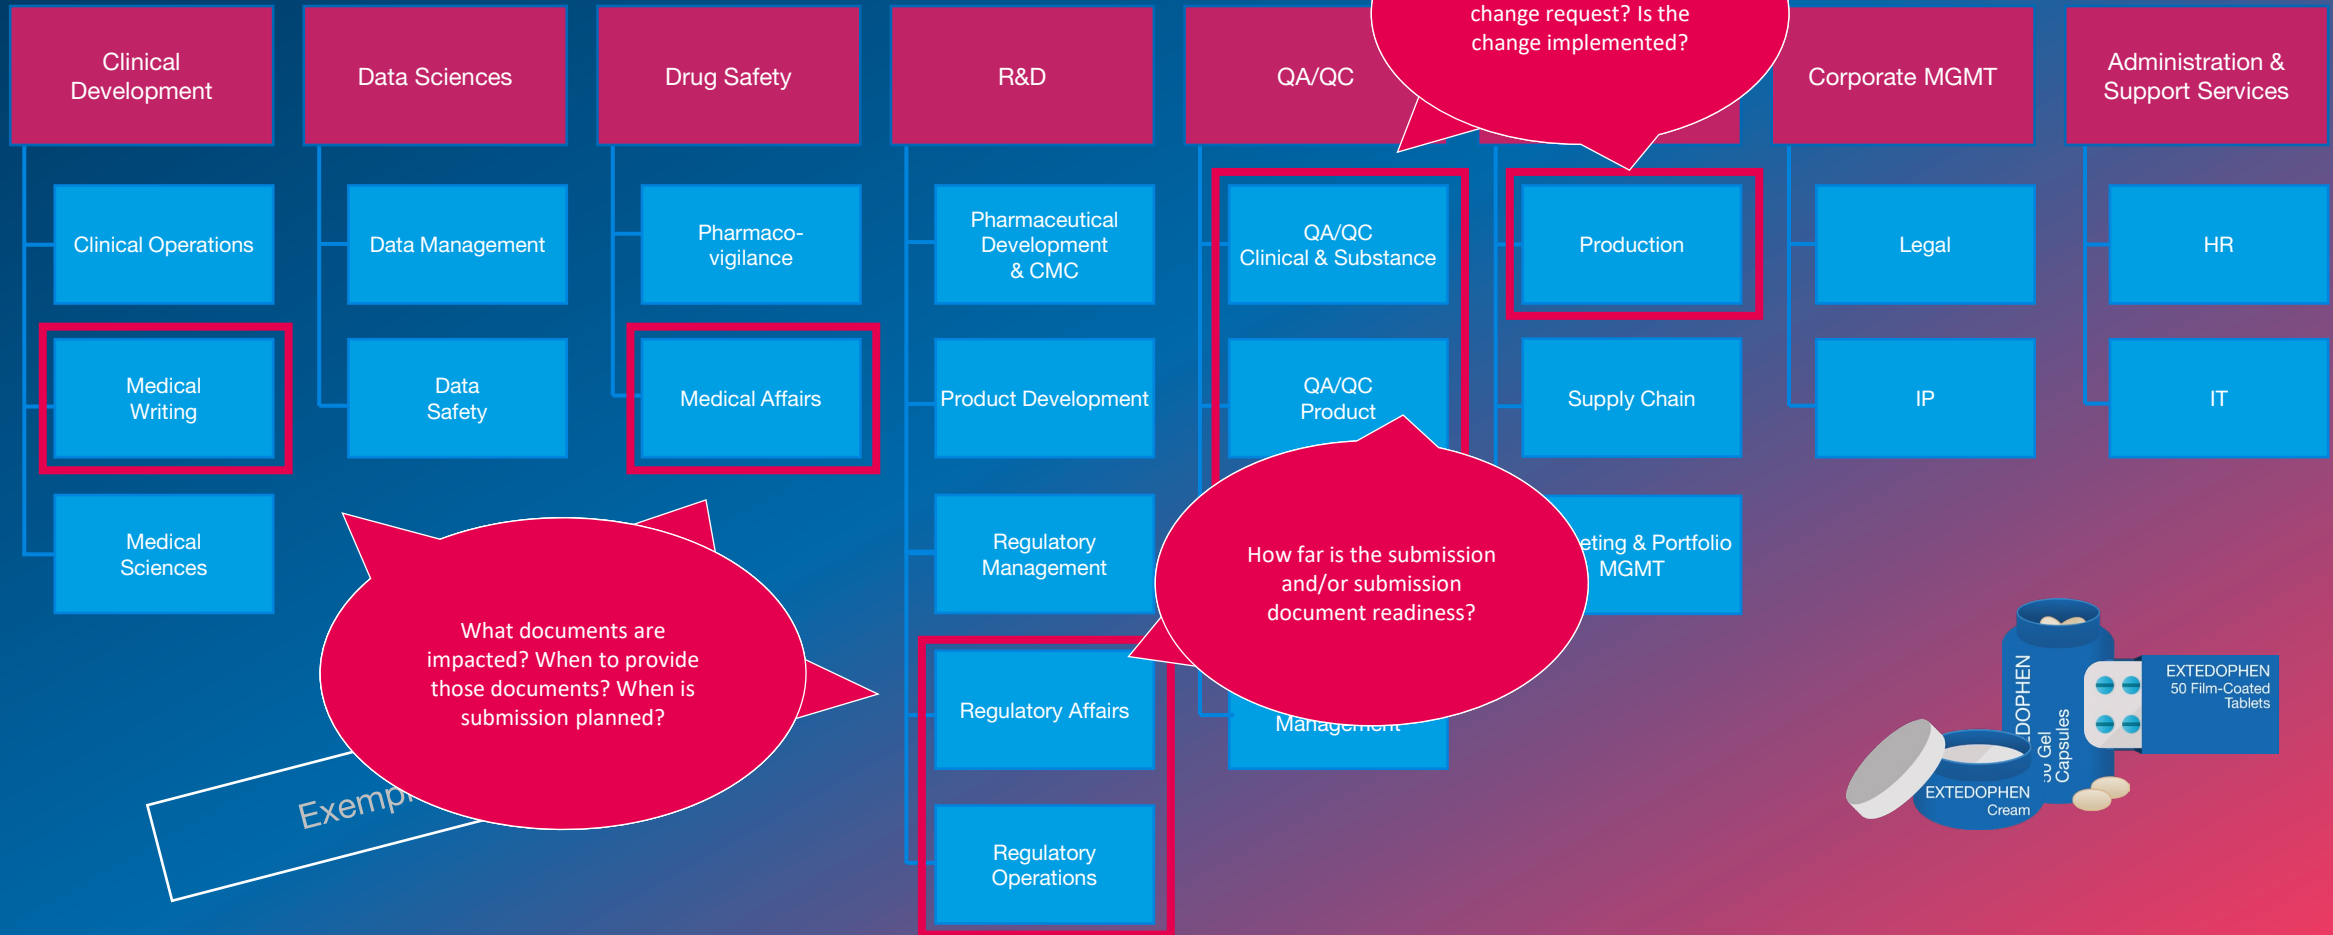 change request? Is the
change implemented?
Clinical
Development
Data Sciences
Drug Safety
R&D
QA/QC
Corporate MGMT
Administration &
Support Services
Clinical Operations
Data Management
Pharmaco-
vigilance
Pharmaceutical
Development
& CMC
QA/QC
Clinical & Substance
Production
Legal
HR
Medical
Writing
Data
Safety
Medical Affairs
Product Development
QA/QC
Product
Supply Chain
IP
IT
Medical
Sciences
Regulatory
Management
How far is the submission
and/or submission
document readiness?
& Portfolio
MGMT
What documents are
impacted? When to provide
those documents? When is
submission planned?
Regulatory Affairs
Management
Regulatory
Operations
EXTEDOPHEN
50 Film-Coated
Tablets
50 Gel
Capsules
EXTEDOPHEN
Cream